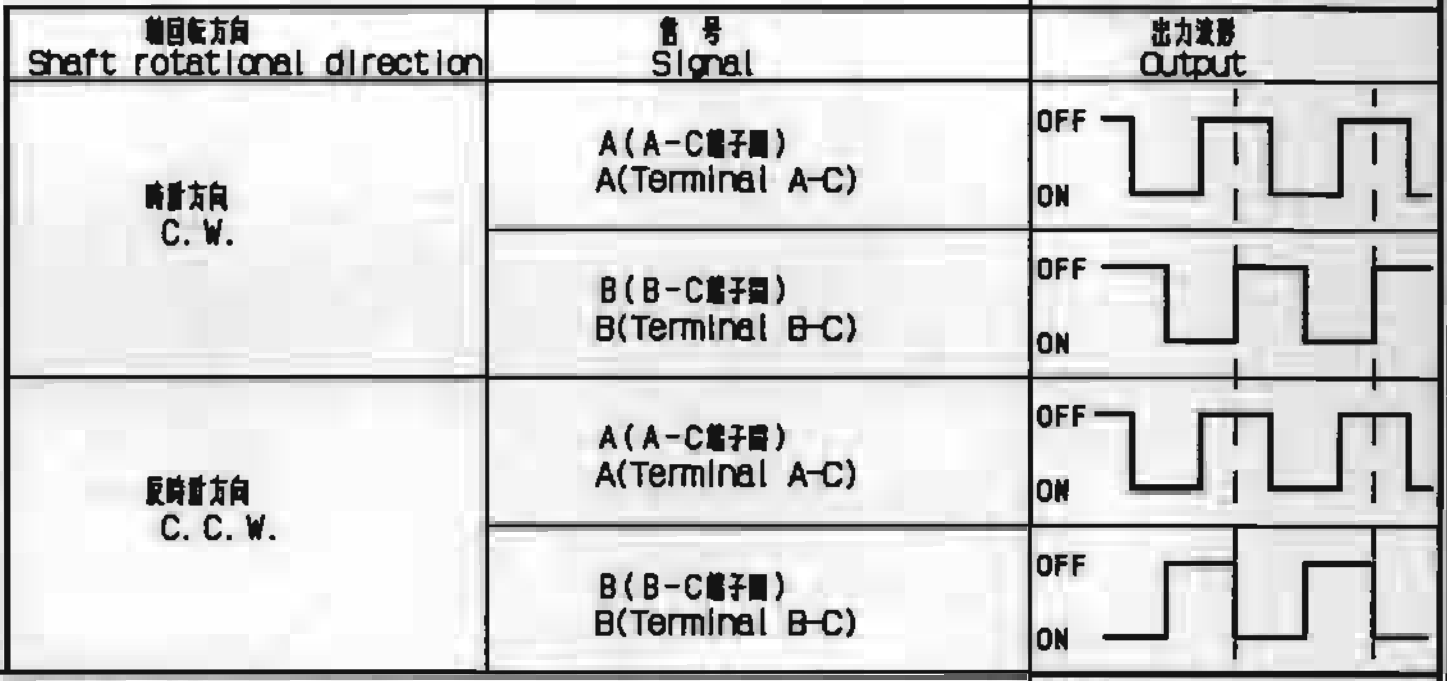 軸回転方向
Shaft rotational direction
信号
Signal
出力波形
Output
時計方向
C. W.
A(A-C端子間)
A(Terminal A-C)
OFF
ON
B(B-C端子間)
B(Terminal B-C)
OFF
ON
反時計方向
C. C. W.
A(A-C端子間)
A(Terminal A-C)
OFF
ON
B(B-C端子間)
B(Terminal B-C)
OFF
ON